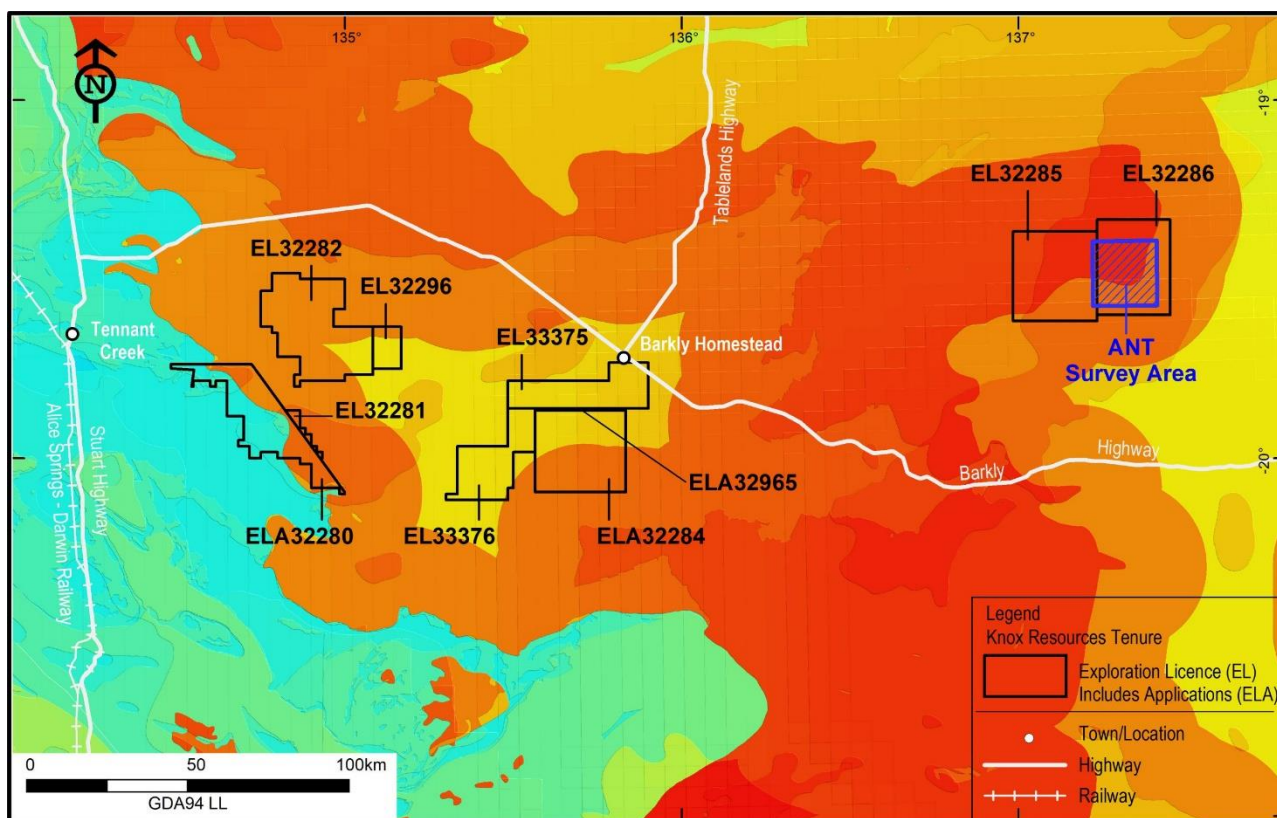 135°
136°
137°
N
-19°
Tablelands Highway
EL32285
EL32286
EL32282
EL32296
Tennant
Creek
EL33375
Barkly Homestead
ANT
Survey Area
EL32281
Stuart Highway
Alice Springs - Darwin Railway
Highway
-20°
Barkly
ELA32965
ELA32280
EL33376
ELA32284
Legend
Knox Resources Tenure
Exploration Licence (EL)
Includes Applications (ELA)
Town/Location
Highway
Railway
0 50 100km
GDA94 LL